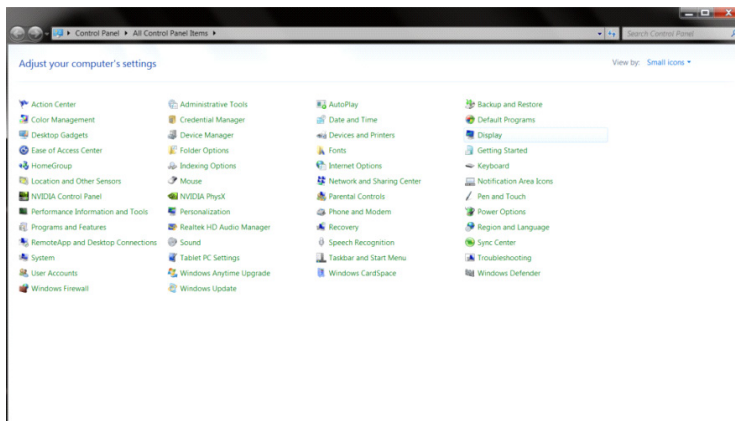 Control Panel ▸ All Control Panel Items ▸ Search Control Panel
Adjust your computer's settings View by: Small icons
Action Center Administrative Tools AutoPlay Backup and Restore
Color Management Credential Manager Date and Time Default Programs
Desktop Gadgets Device Manager Devices and Printers Display
Ease of Access Center Folder Options Fonts Getting Started
HomeGroup Indexing Options Internet Options Keyboard
Location and Other Sensors Mouse Network and Sharing Center Notification Area Icons
NVIDIA Control Panel NVIDIA PhysX Parental Controls Pen and Touch
Performance Information and Tools Personalization Phone and Modem Power Options
Programs and Features Realtek HD Audio Manager Recovery Region and Language
RemoteApp and Desktop Connections Sound Speech Recognition Sync Center
System Tablet PC Settings Taskbar and Start Menu Troubleshooting
User Accounts Windows Anytime Upgrade Windows CardSpace Windows Defender
Windows Firewall Windows Update